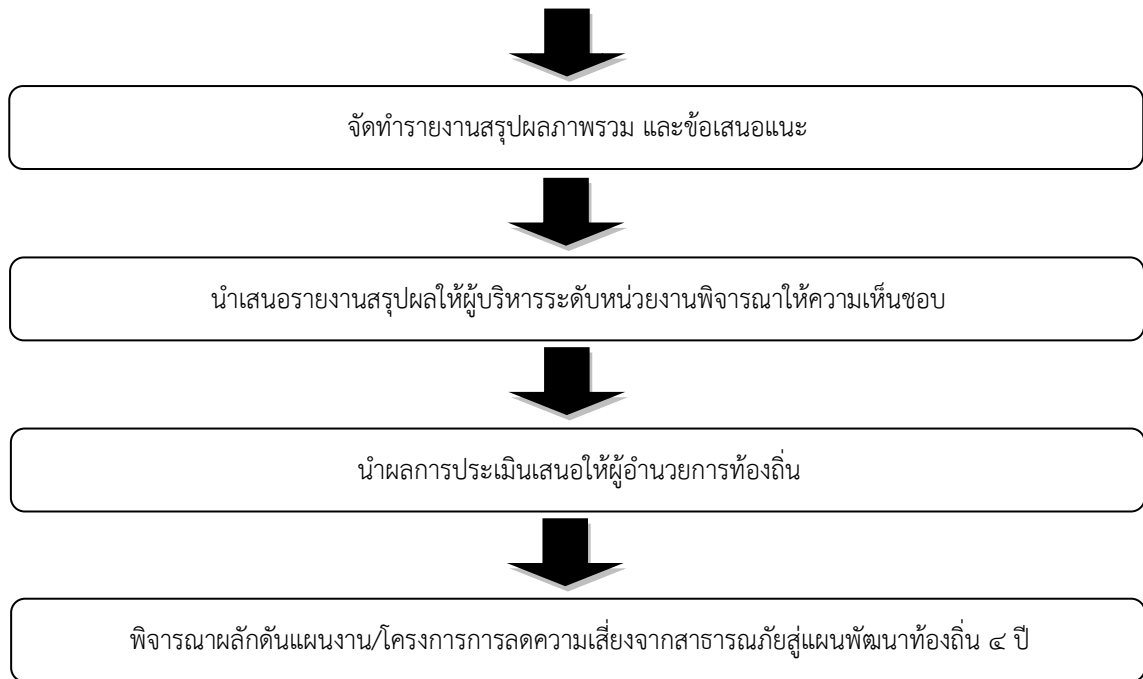 จัดทำรายงานสรุปผลภาพรวม และข้อเสนอแนะ
นำเสนอรายงานสรุปผลให้ผู้บริหารระดับหน่วยงานพิจารณาให้ความเห็นชอบ
นำผลการประเมินเสนอให้ผู้อำนวยการท้องถิ่น
พิจารณาผลักดันแผนงาน/โครงการการลดความเสี่ยงจากสาธารณภัยสู่แผนพัฒนาท้องถิ่น ๔ ปี